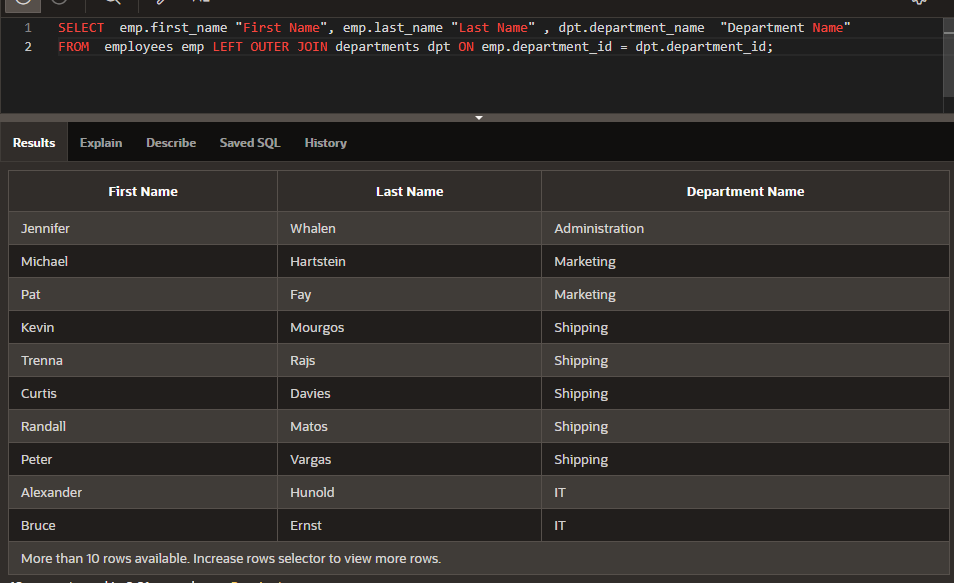 1 SELECT emp.first_name "First Name", emp.last_name "Last Name" , dpt.department_name "Department Name"
2 FROM employees emp LEFT OUTER JOIN departments dpt ON emp.department_id = dpt.department_id;
Results Explain Describe Saved SQL History
First Name Last Name Department Name
Jennifer Whalen Administration
Michael Hartstein Marketing
Pat Fay Marketing
Kevin Mourgos Shipping
Trenna Rajs Shipping
Curtis Davies Shipping
Randall Matos Shipping
Peter Vargas Shipping
Alexander Hunold IT
Bruce Ernst IT
More than 10 rows available. Increase rows selector to view more rows.